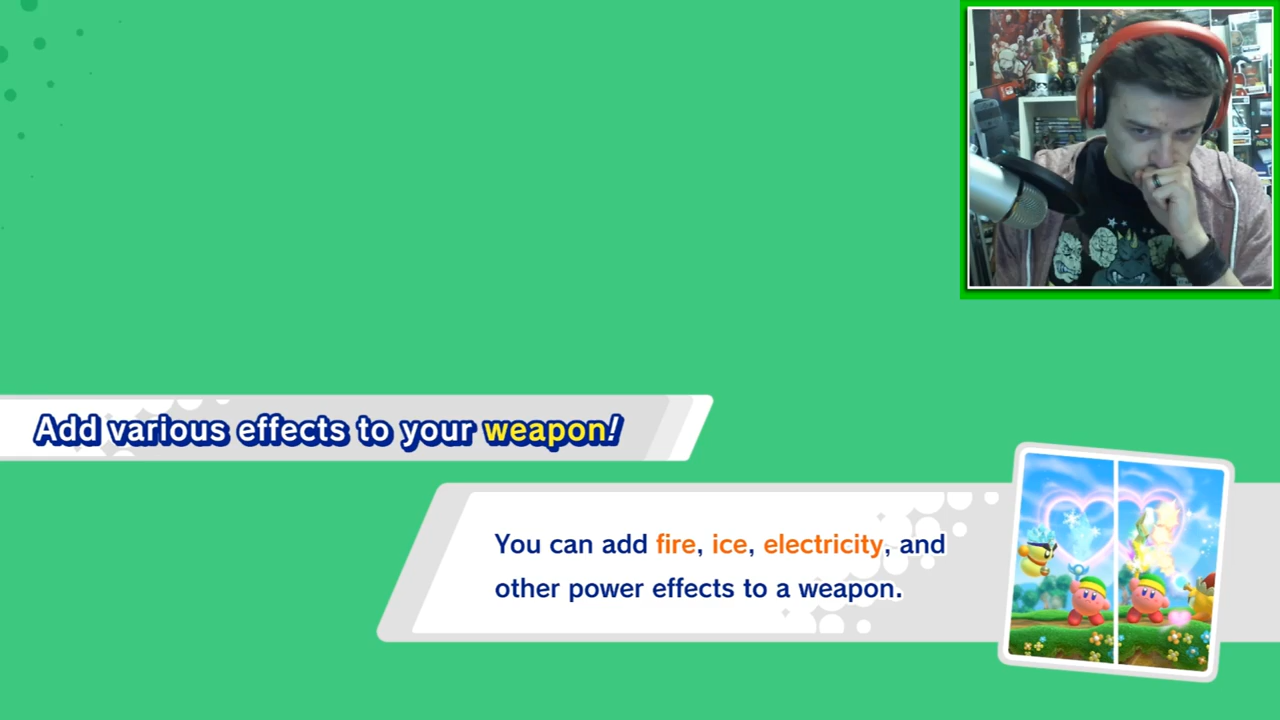 Add various effects to your weapon!
You can add fire, ice, electricity, and
other power effects to a weapon.